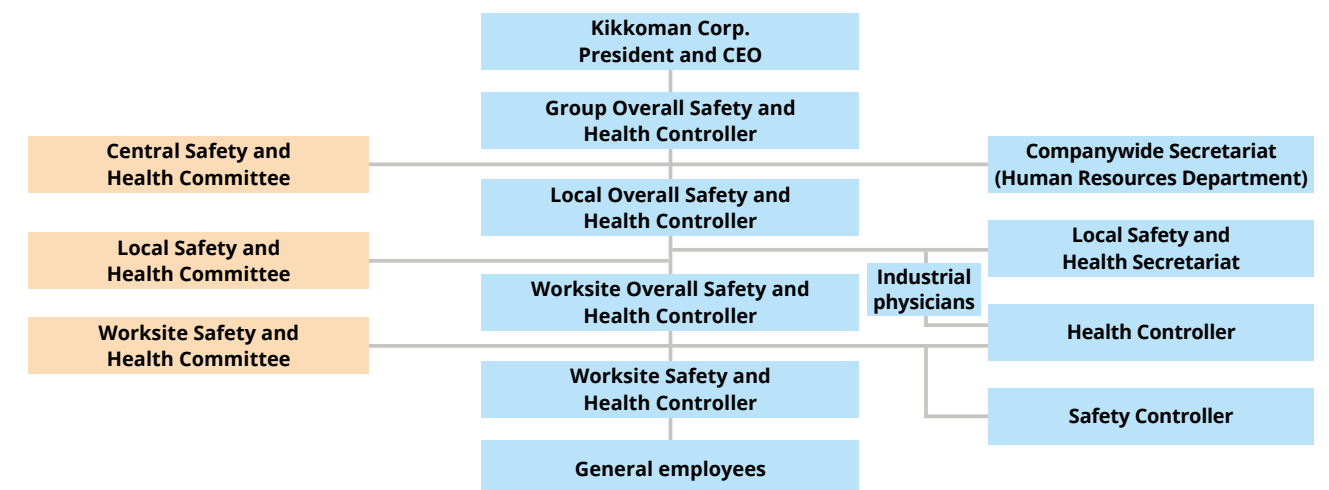 Kikkoman Corp.
President and CEO
Group Overall Safety and
Health Controller
Central Safety and
Health Committee
Companywide Secretariat
(Human Resources Department)
Local Overall Safety and
Health Controller
Local Safety and
Health Committee
Local Safety and
Health Secretariat
Industrial
physicians
Worksite Overall Safety and
Health Controller
Worksite Safety and
Health Committee
Health Controller
Worksite Safety and
Health Controller
Safety Controller
General employees